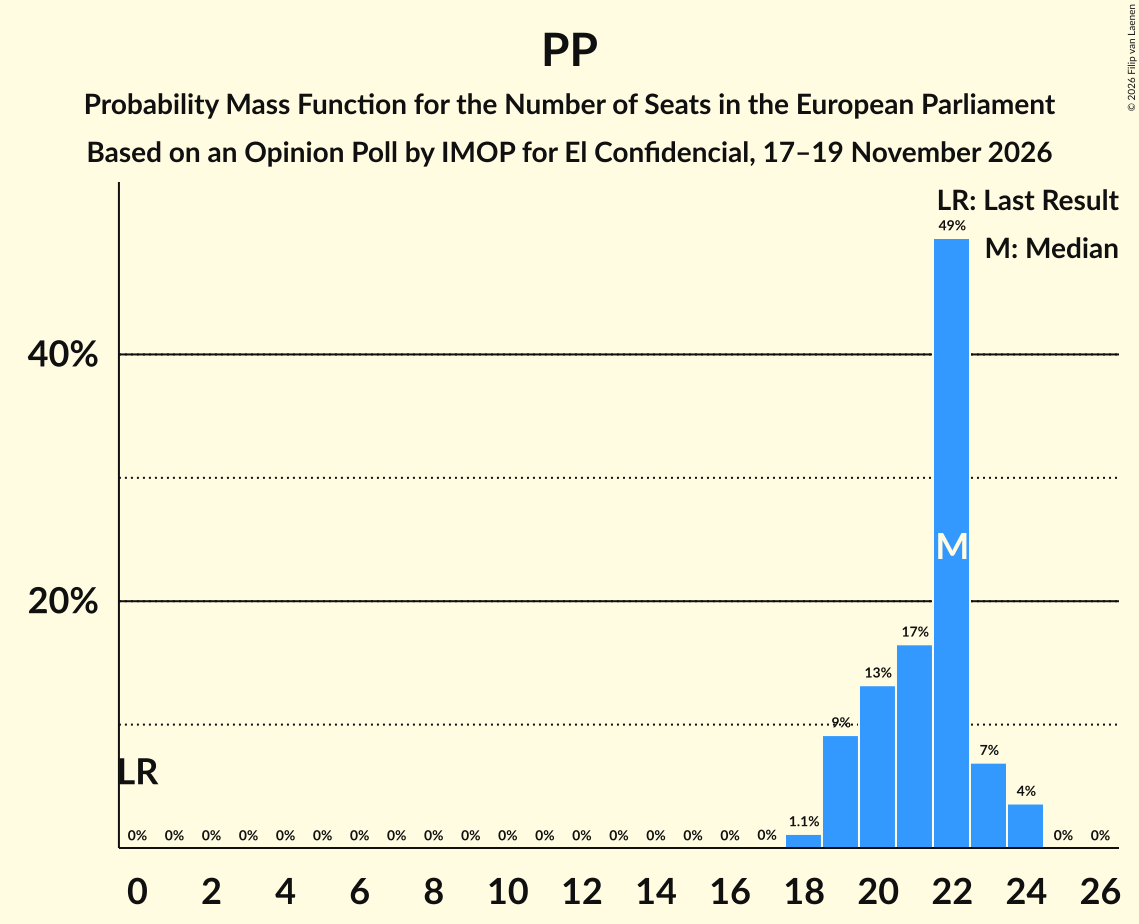 PP
Probability Mass Function for the Number of Seats in the European Parliament
Based on an Opinion Poll by IMOP for El Confidencial, 17–19 November 2026
© 2026 Filip van Laenen
LR: Last Result
M: Median
49%
40%
M
20%
17%
13%
9%
7%
4%
1.1%
LR
0% 0% 0% 0% 0% 0% 0% 0% 0% 0% 0% 0% 0% 0% 0% 0% 0% 0% 0% 0%
0 2 4 6 8 10 12 14 16 18 20 22 24 26